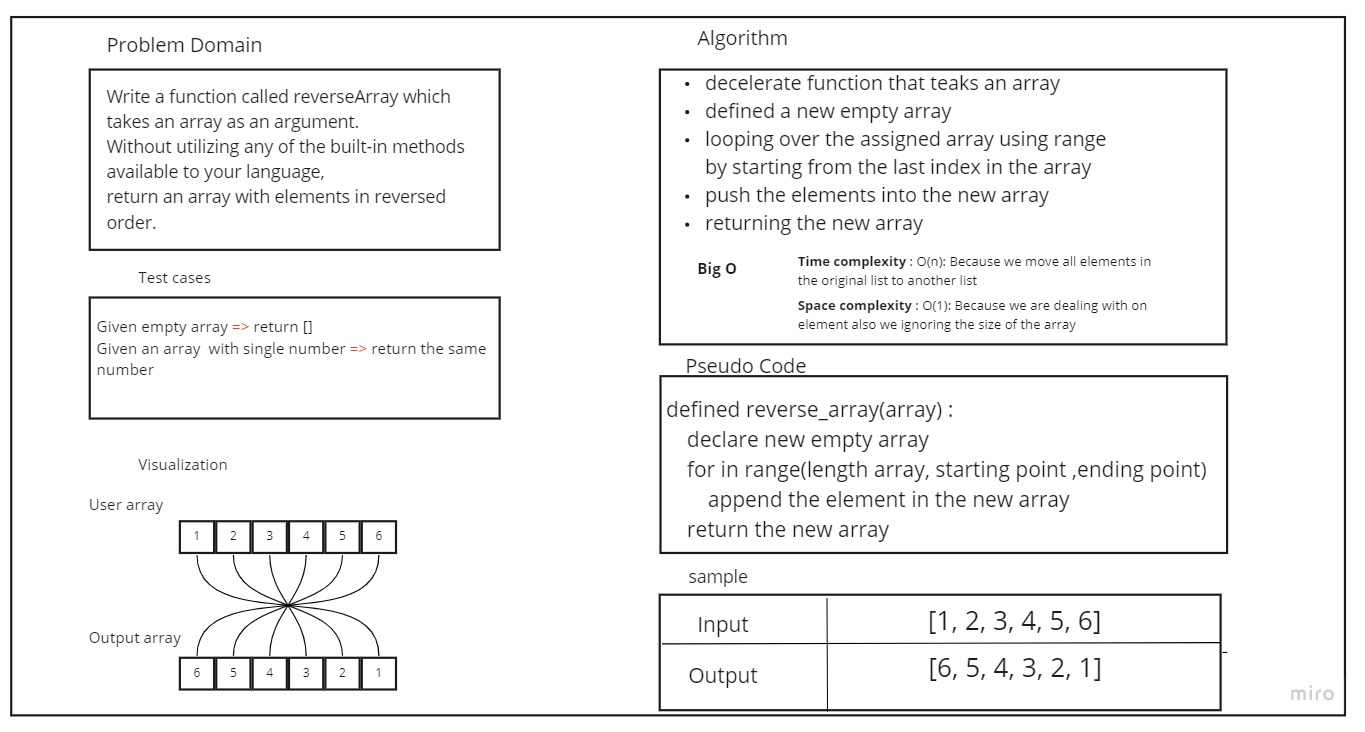 Problem Domain
Write a function called reverseArray which
takes an array as an argument.
Without utilizing any of the built-in methods
available to your language,
return an array with elements in reversed
order.
Test cases
Given empty array => return []
Given an array with single number => return the same
number
Visualization
User array
1 2 3 4 5 6
Output array
6 5 4 3 2 1
Algorithm
• decelerate function that teaks an array
• defined a new empty array
• looping over the assigned array using range
by starting from the last index in the array
• push the elements into the new array
• returning the new array
Big O
Time complexity : O(n): Because we move all elements in
the original list to another list
Space complexity : O(1): Because we are dealing with on
element also we ignoring the size of the array
Pseudo Code
defined reverse_array(array) :
declare new empty array
for in range(length array, starting point ,ending point)
append the element in the new array
return the new array
sample
Input [1, 2, 3, 4, 5, 6]
Output [6, 5, 4, 3, 2, 1]
miro